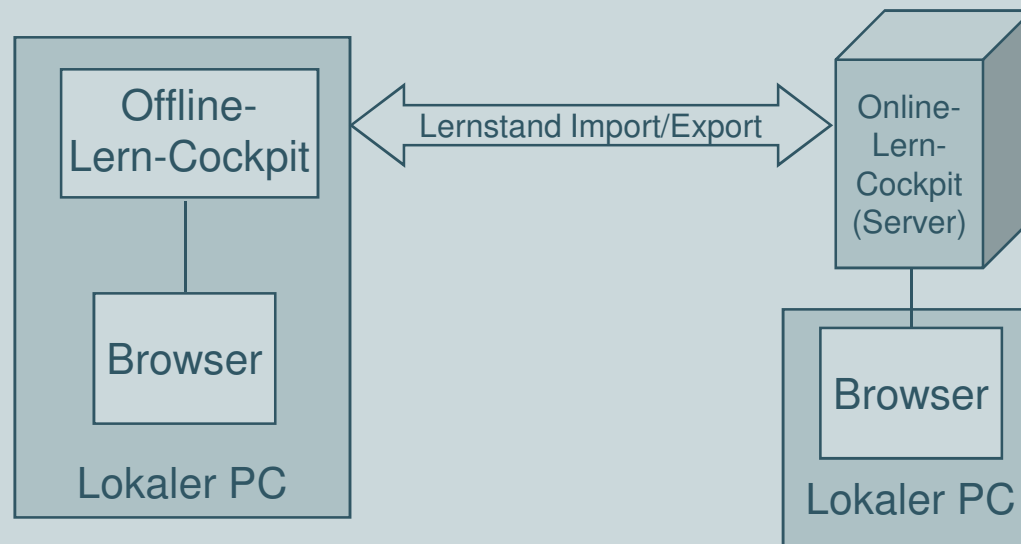 Offline-
Lern-Cockpit
Browser
Lokaler PC
Lernstand Import/Export
Online-
Lern-
Cockpit
(Server)
Browser
Lokaler PC